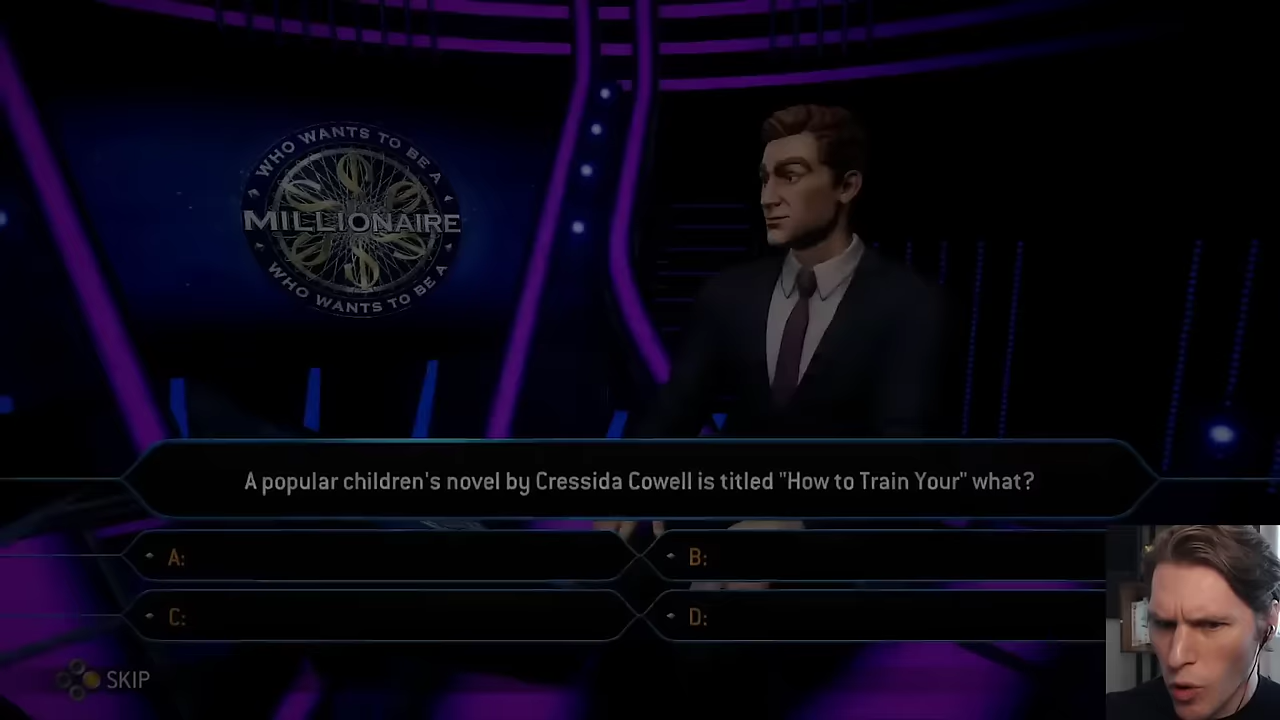 WHO WANTS TO BE A
MILLIONAIRE
WHO WANTS TO BE A
A popular children's novel by Cressida Cowell is titled "How to Train Your" what?
A:
B:
C:
D:
SKIP